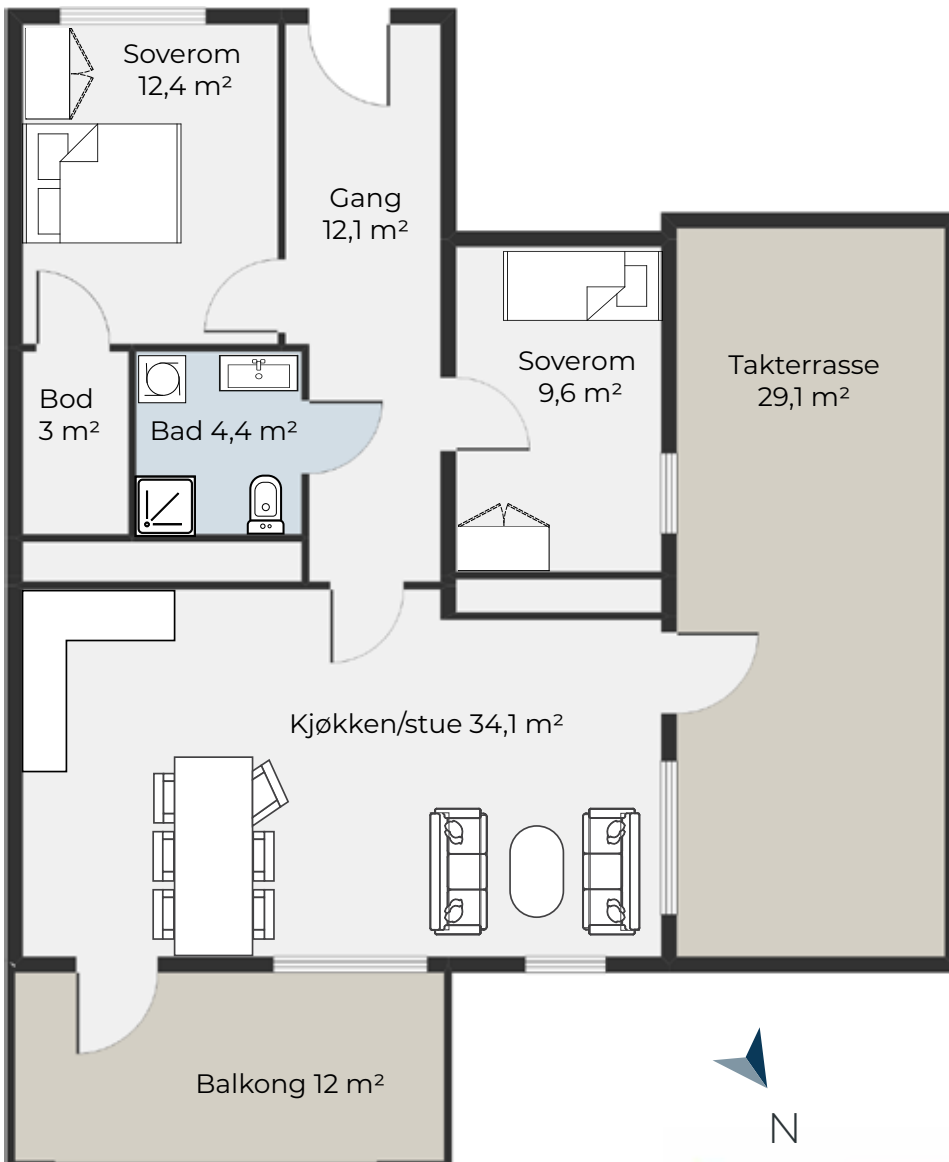 Soverom
12,4 m²
Gang
12,1 m²
Soverom
9,6 m²
Takterrasse
29,1 m²
Bod
3 m²
Bad 4,4 m²
Kjøkken/stue 34,1 m²
Balkong 12 m²
N